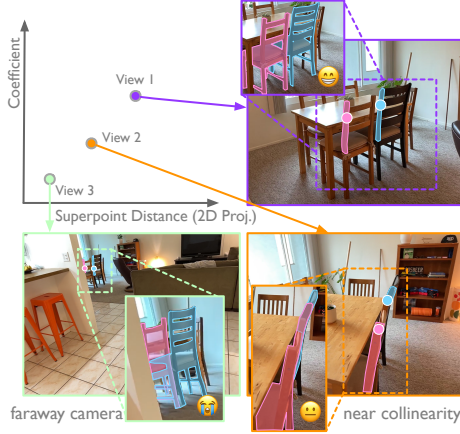 Coefficient
View 1
View 2
View 3
Superpoint Distance (2D Proj.)
faraway camera
near collinearity